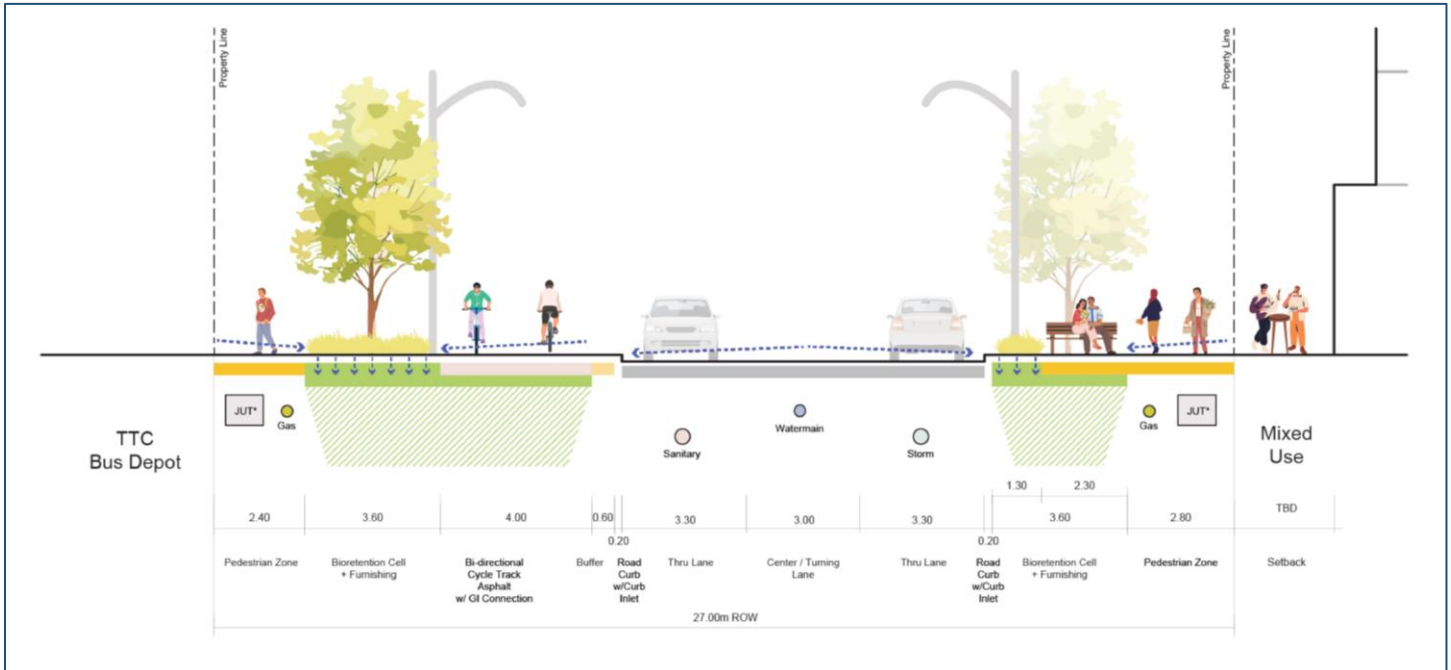 Property Line
Property Line
JUT*
Gas
TTC
Bus Depot
Sanitary
Watermain
Storm
Gas
JUT*
Mixed
Use
1.30
2.30
2.40
3.60
4.00
0.60
0.20
3.30
3.00
3.30
0.20
3.60
2.80
TBD
Pedestrian Zone
Bioretention Cell
+ Furnishing
Bi-directional
Cycle Track
Asphalt
w/ GI Connection
Buffer
Road
Curb
w/Curb
Inlet
Thru Lane
Center / Turning
Lane
Thru Lane
Road
Curb
w/Curb
Inlet
Bioretention Cell
+ Furnishing
Pedestrian Zone
Setback
27.00m ROW